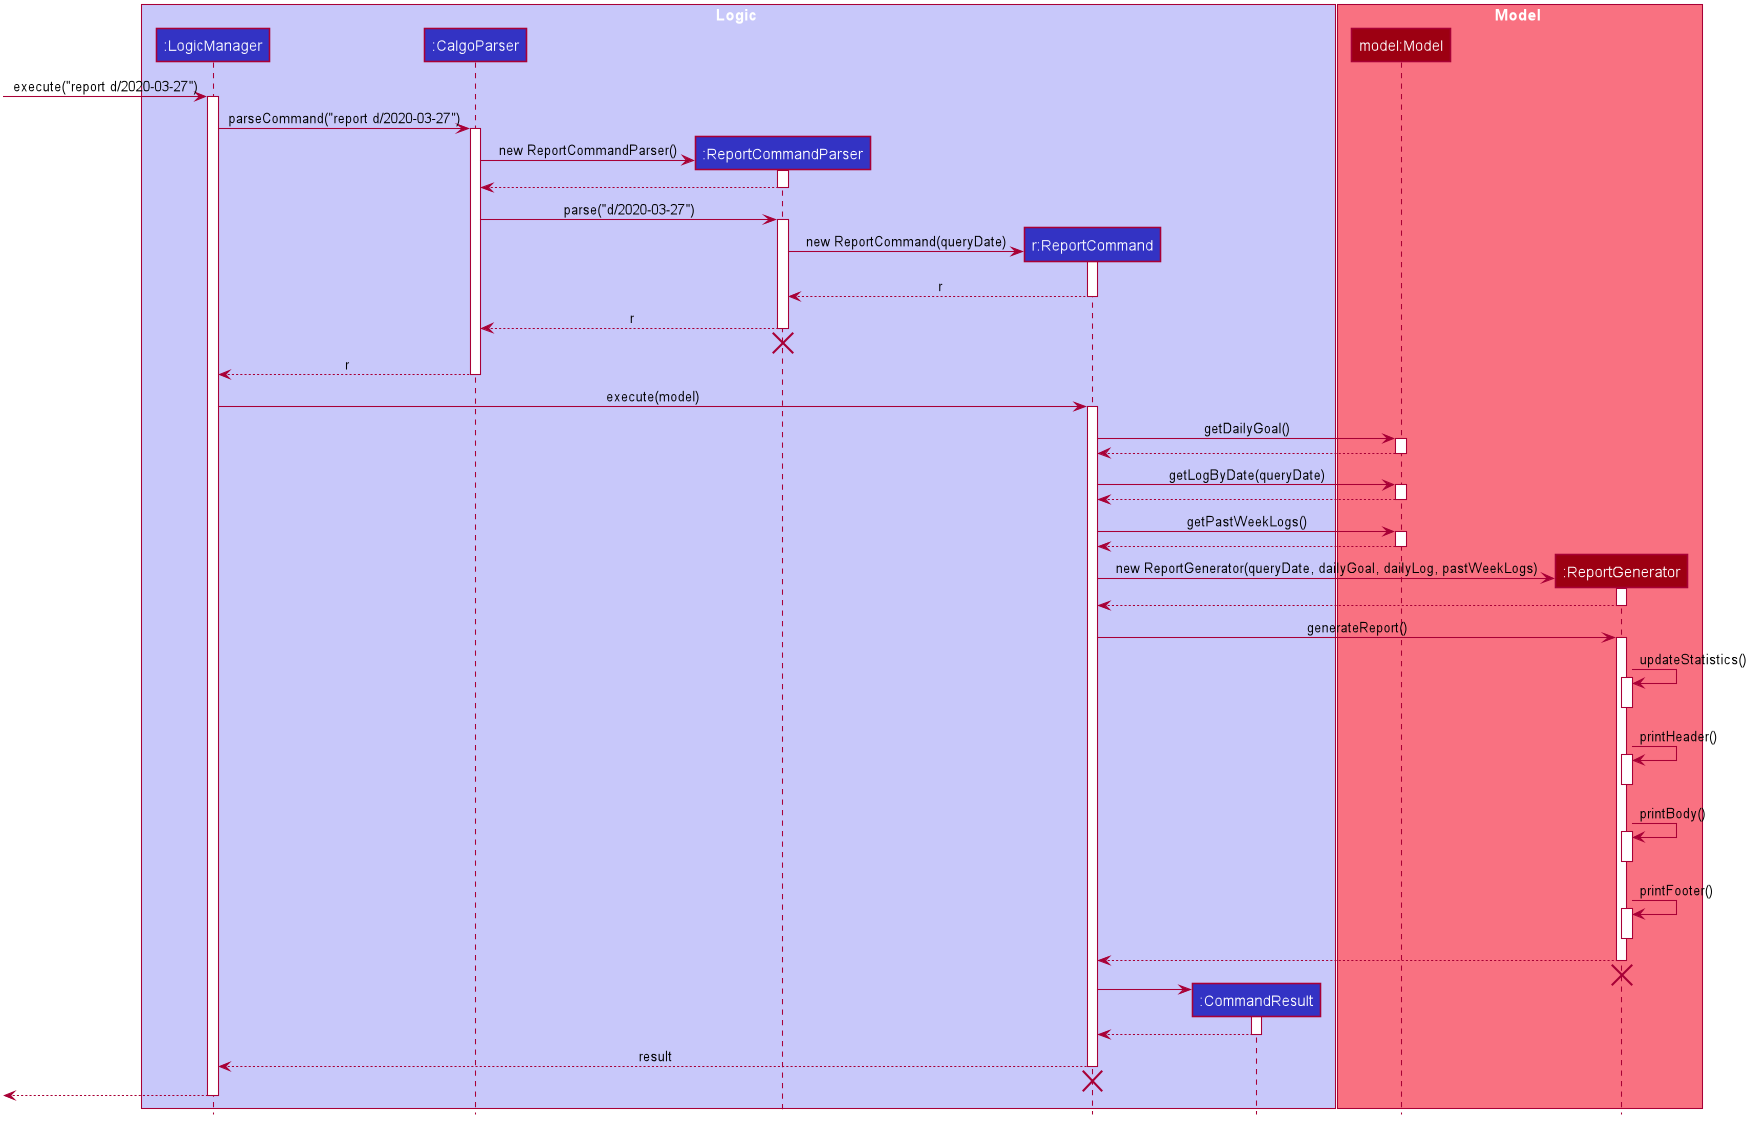 Logic
Model
:LogicManager
:CalgoParser
model:Model
execute("report d/2020-03-27")
parseCommand("report d/2020-03-27")
new ReportCommandParser()
:ReportCommandParser
parse("d/2020-03-27")
new ReportCommand(queryDate)
r:ReportCommand
r
r
r
execute(model)
getDailyGoal()
getLogByDate(queryDate)
getPastWeekLogs()
new ReportGenerator(queryDate, dailyGoal, dailyLog, pastWeekLogs)
:ReportGenerator
generateReport()
updateStatistics()
printHeader()
printBody()
printFooter()
:CommandResult
result